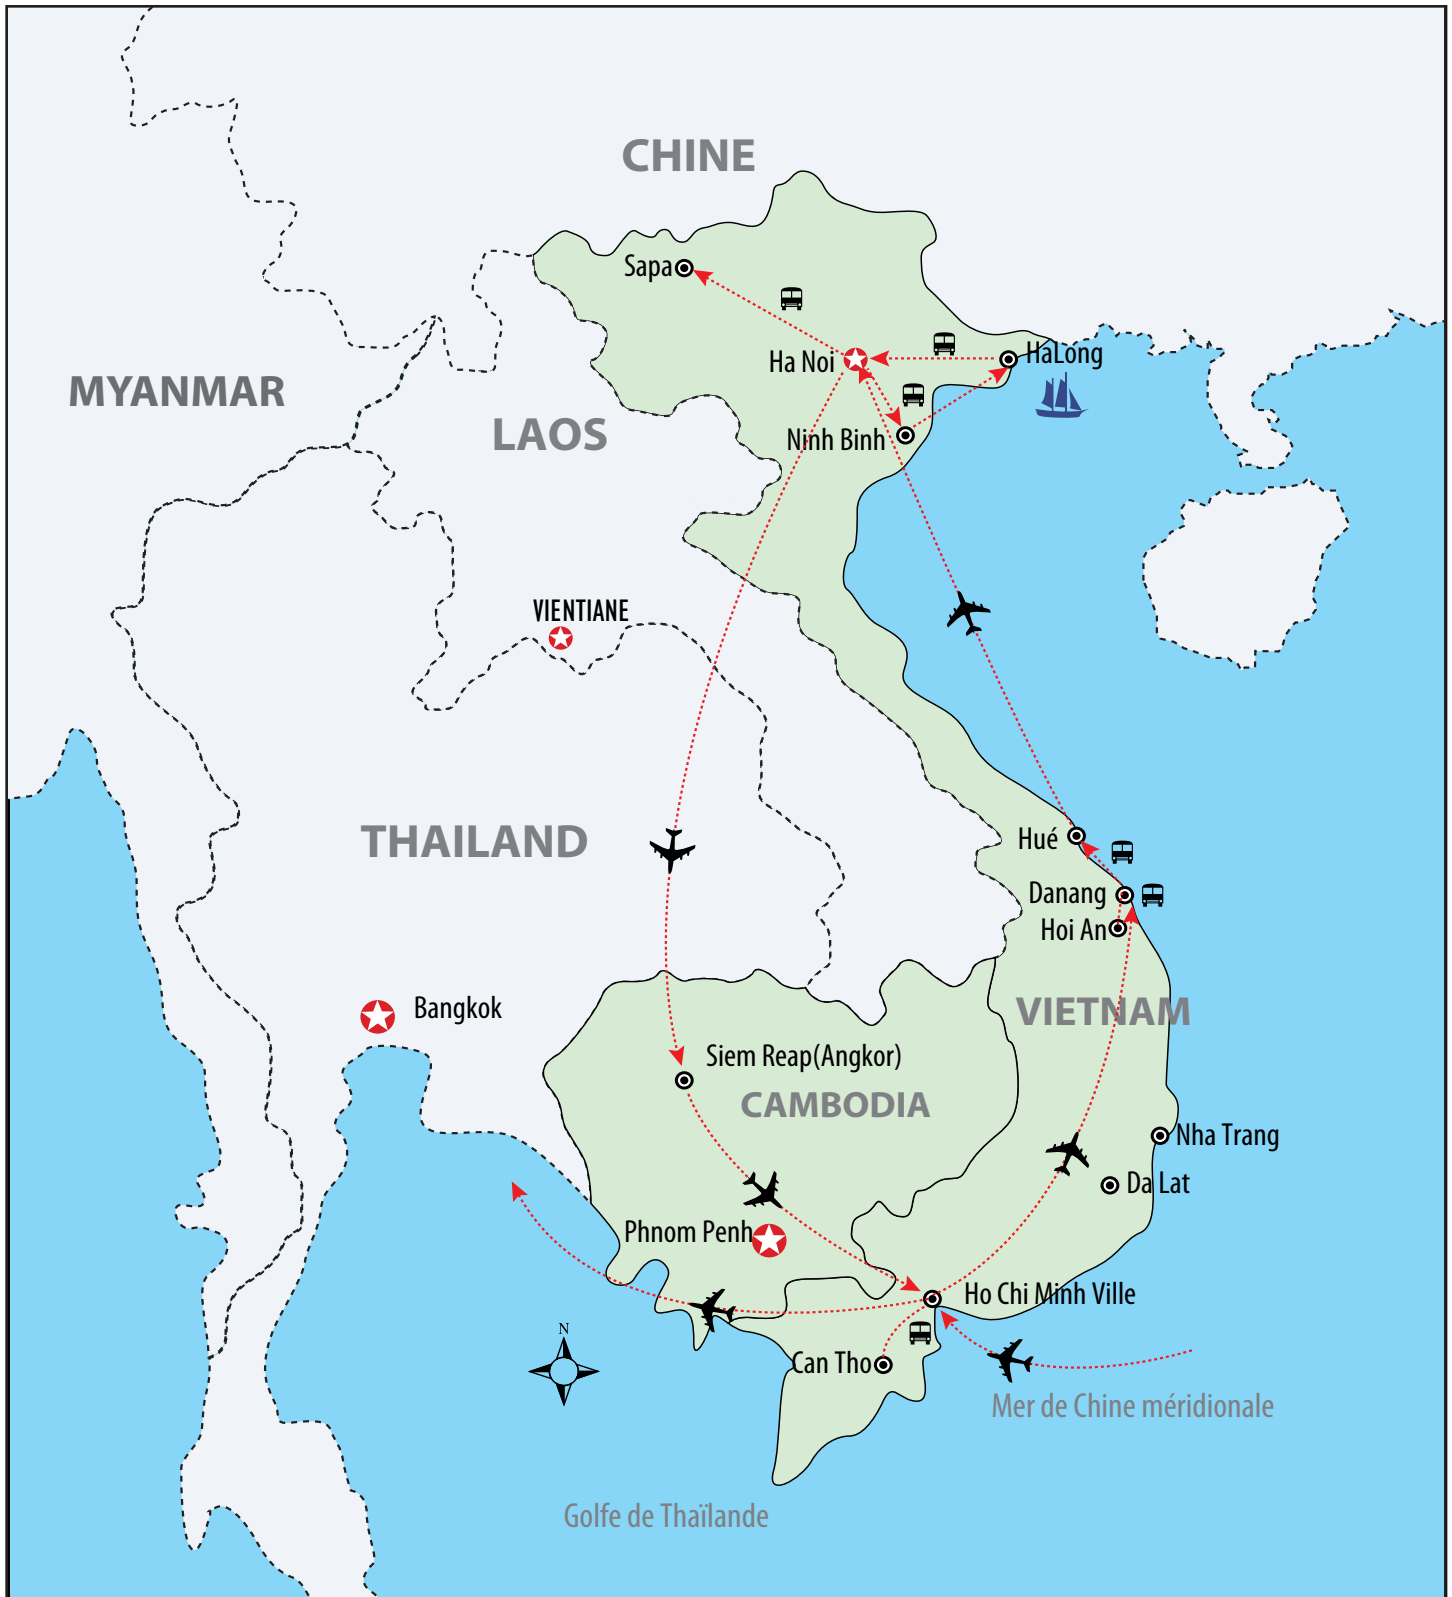 CHINE
Sapa
Ha Noi
HaLong
MYANMAR
LAOS
Ninh Binh
VIENTIANE
THAILAND
Hué
Danang
Hoi An
Bangkok
VIETNAM
Siem Reap(Angkor)
CAMBODIA
Nha Trang
Da Lat
Phnom Penh
Ho Chi Minh Ville
N
Can Tho
Mer de Chine méridionale
Golfe de Thaïlande